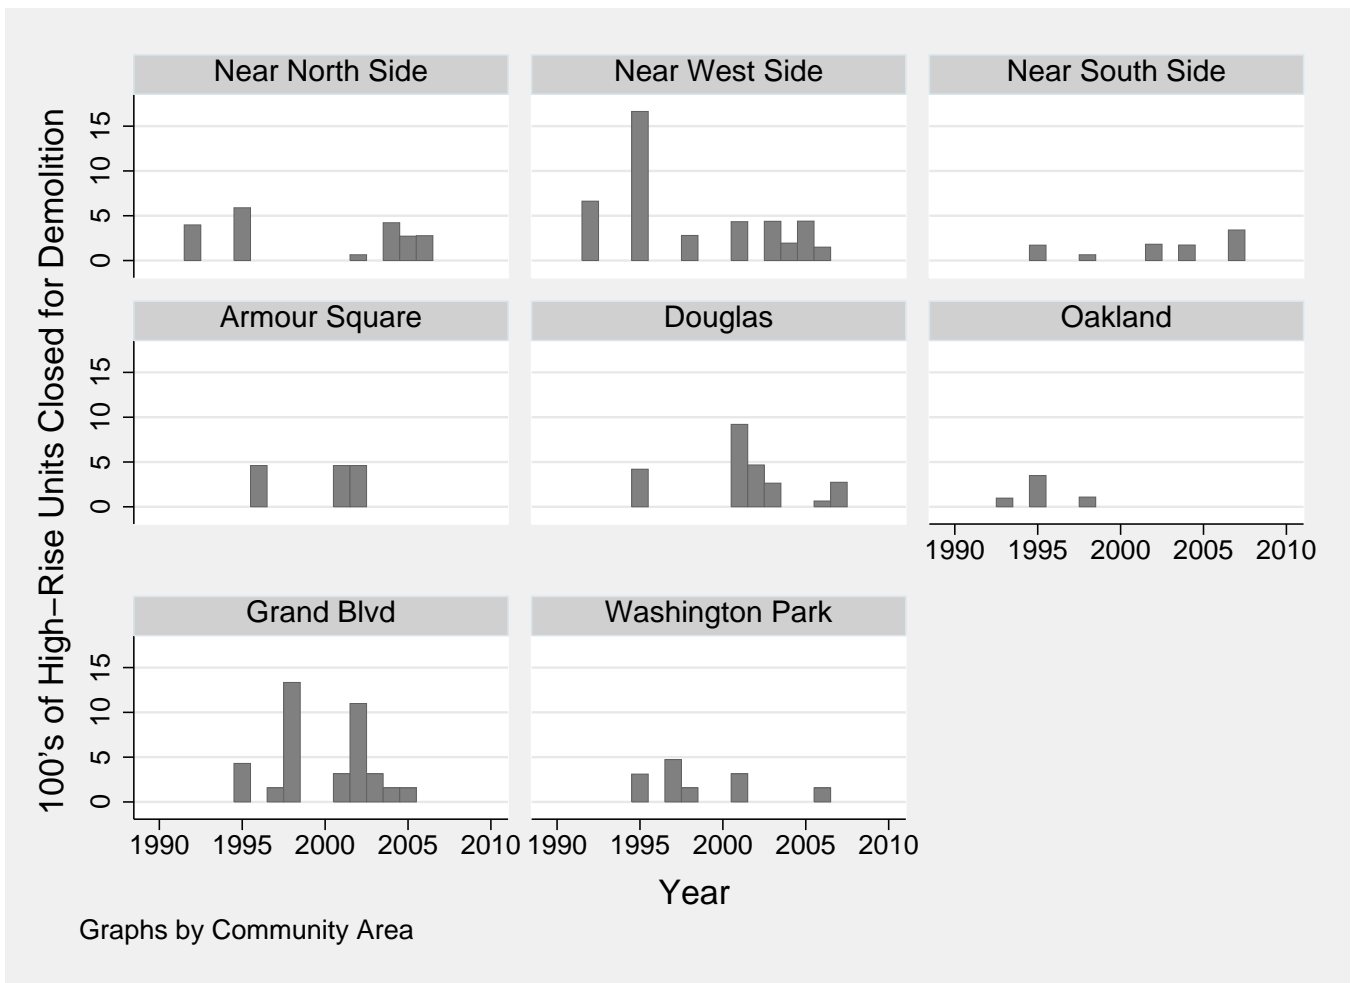 100's of High−Rise Units Closed for Demolition
Near North Side
Near West Side
Near South Side
15
10
5
0
Armour Square
Douglas
Oakland
15
10
5
0
1990 1995 2000 2005 2010
Grand Blvd
Washington Park
15
10
5
0
1990 1995 2000 2005 2010
1990 1995 2000 2005 2010
Year
Graphs by Community Area